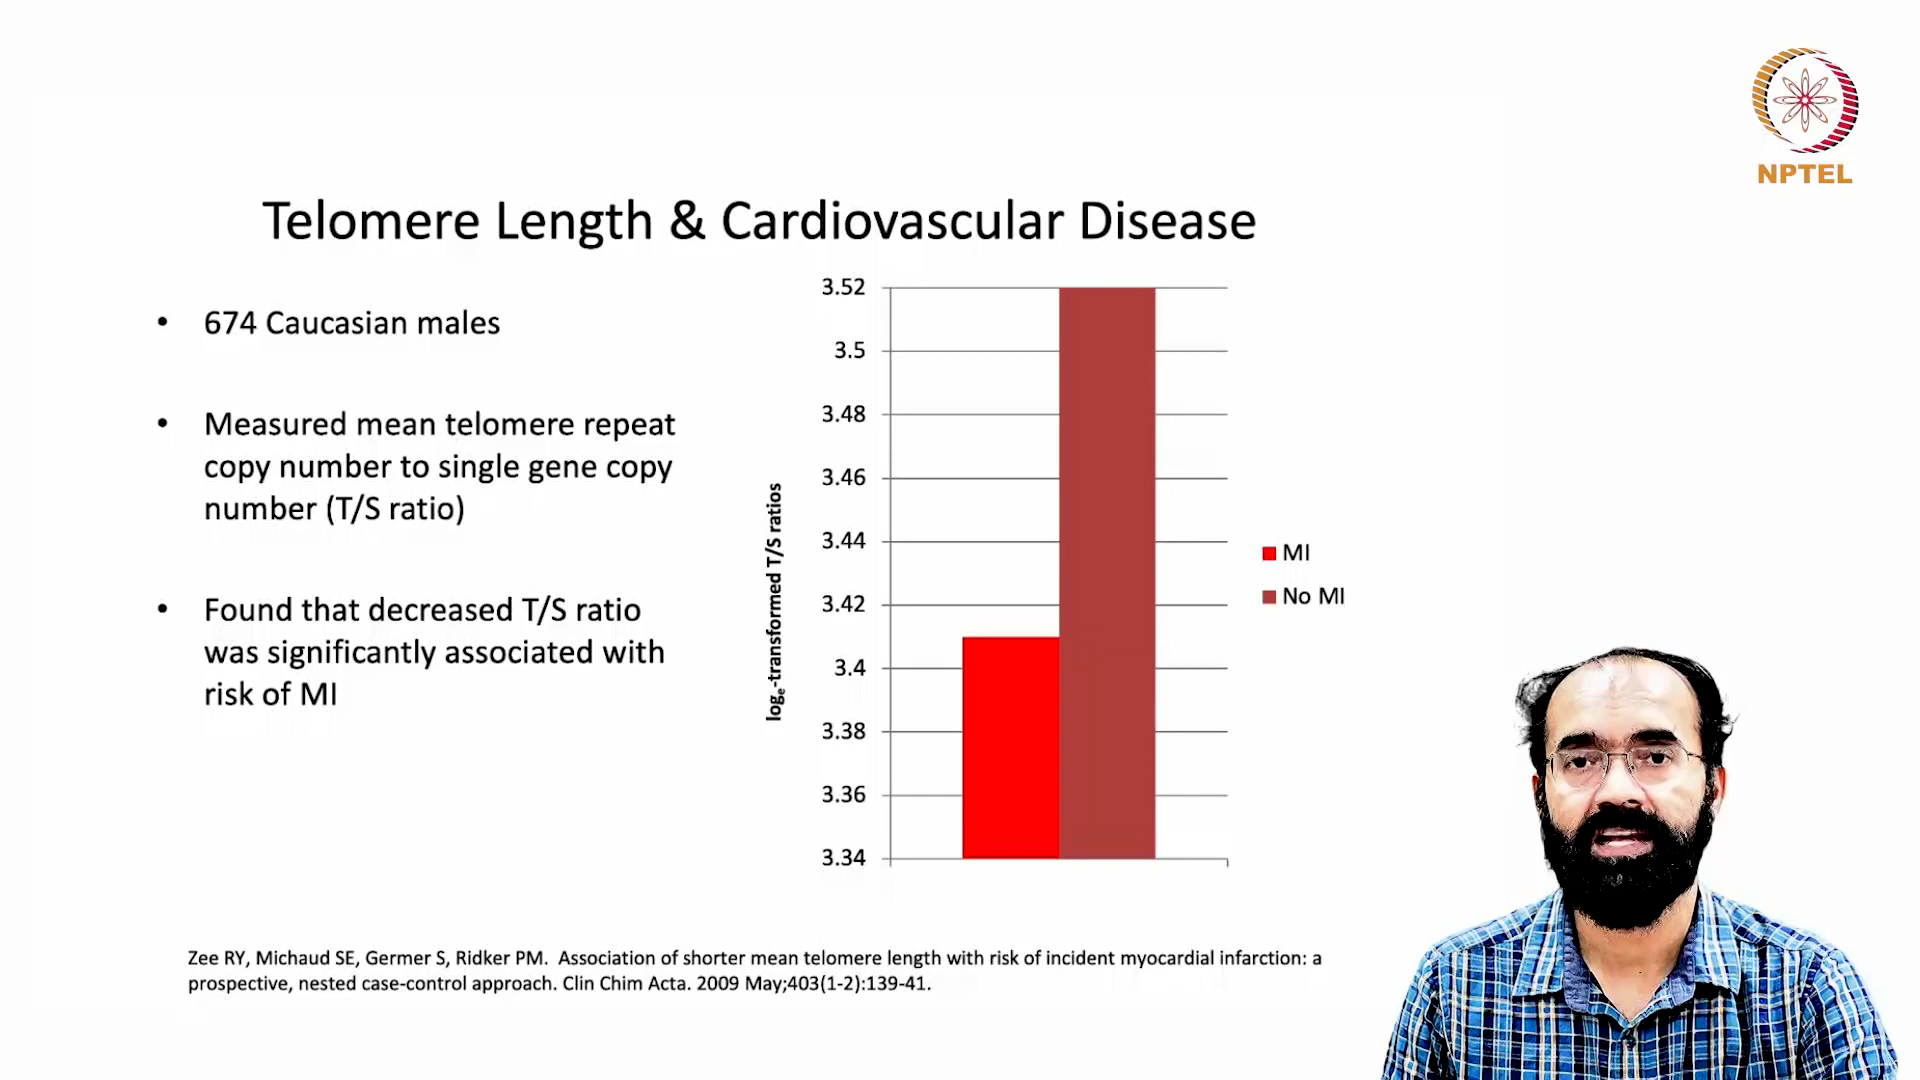 NPTEL
Telomere Length & Cardiovascular Disease
• 674 Caucasian males
• Measured mean telomere repeat
copy number to single gene copy
number (T/S ratio)
• Found that decreased T/S ratio
was significantly associated with
risk of MI
3.52
3.5
3.48
3.46
3.44
3.42
3.4
3.38
3.36
3.34
logₑ-transformed T/S ratios
MI
No MI
Zee RY, Michaud SE, Germer S, Ridker PM. Association of shorter mean telomere length with risk of incident myocardial infarction: a
prospective, nested case-control approach. Clin Chim Acta. 2009 May;403(1-2):139-41.